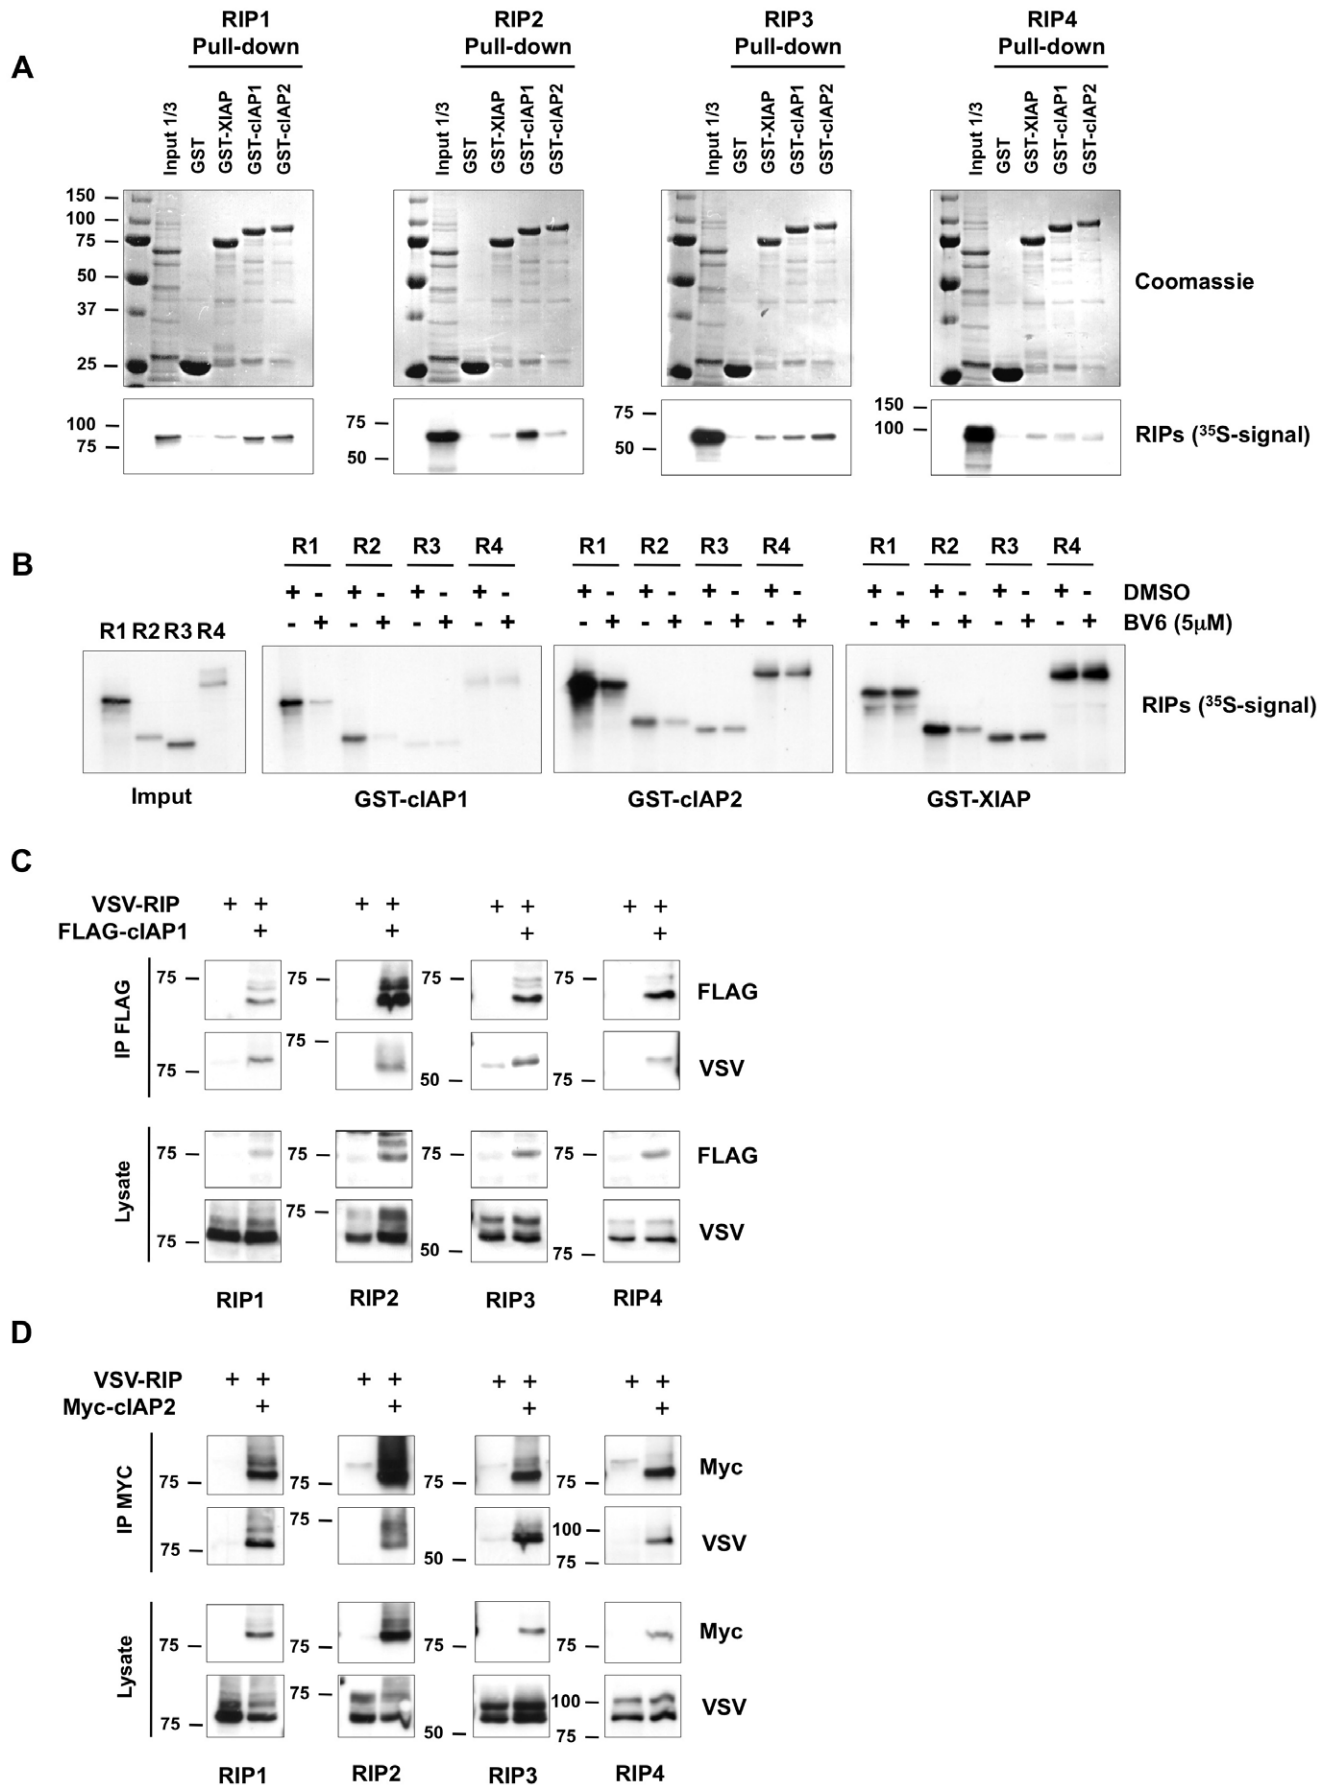 A
RIP1 Pull-down
RIP2 Pull-down
RIP3 Pull-down
RIP4 Pull-down
Input 1/3 GST GST-XIAP GST-cIAP1 GST-cIAP2
Input 1/3 GST GST-XIAP GST-cIAP1 GST-cIAP2
Input 1/3 GST GST-XIAP GST-cIAP1 GST-cIAP2
Input 1/3 GST GST-XIAP GST-cIAP1 GST-cIAP2
150
100
75
50
37
25
Coomassie
100
75
75
50
75
50
150
100
RIPs (³⁵S-signal)
B
R1 R2 R3 R4
R1 R2 R3 R4
R1 R2 R3 R4
+ - + - + - + -
+ - + - + - + -
+ - + - + - + -
DMSO
- + - + - + - +
- + - + - + - +
- + - + - + - +
BV6 (5µM)
R1 R2 R3 R4
RIPs (³⁵S-signal)
Imput
GST-cIAP1
GST-cIAP2
GST-XIAP
C
VSV-RIP + + + + + + + +
FLAG-cIAP1 + + + +
IP FLAG
75 75 75 75
FLAG
75 75 50 75
VSV
Lysate
75 75 75 75
FLAG
75 75 50 75
VSV
RIP1 RIP2 RIP3 RIP4
D
VSV-RIP + + + + + + + +
Myc-cIAP2 + + + +
IP MYC
75 75 75 75
Myc
75 75 50 100 75
VSV
Lysate
75 75 75 75
Myc
75 75 50 100 75
VSV
RIP1 RIP2 RIP3 RIP4